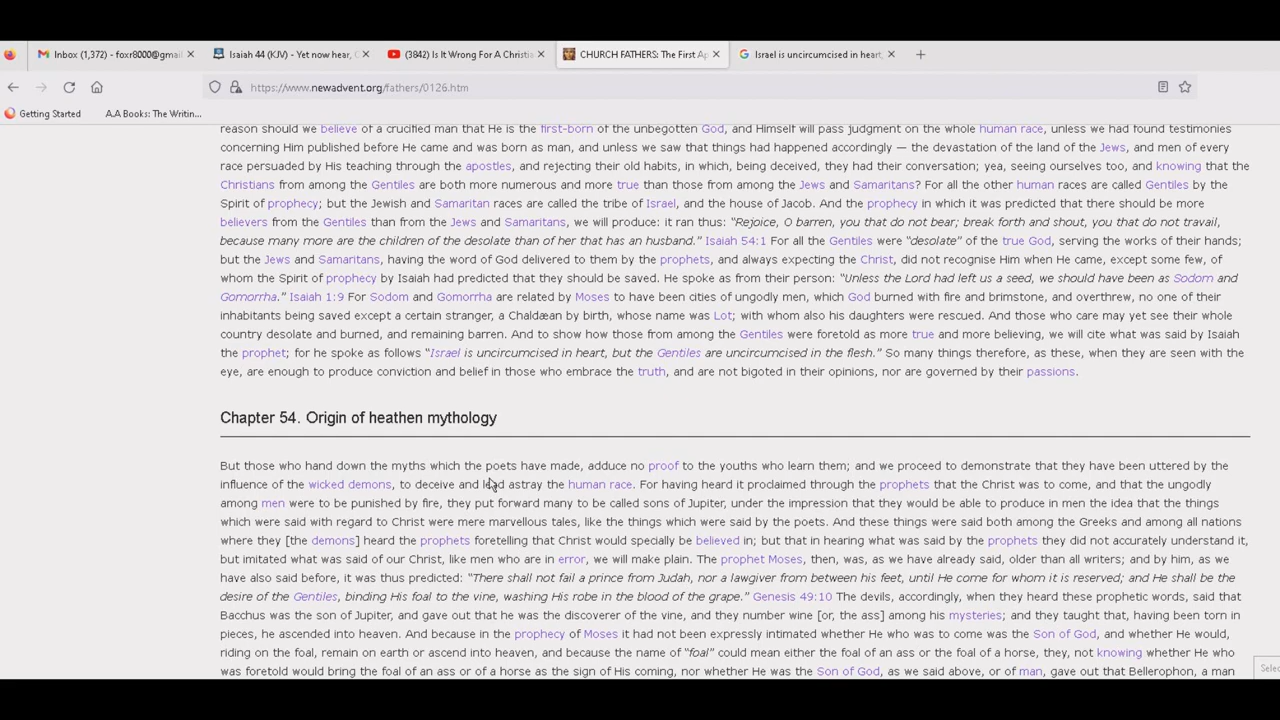 Inbox (1,372) - foxr8000@gmail
Isaiah 44 (KJV) - Yet now hear, O
(3842) Is It Wrong For A Christia
CHURCH FATHERS: The First Ap
Israel is uncircumcised in heart,
https://www.newadvent.org/fathers/0126.htm
Getting Started
A.A Books: The Writin...
reason should we believe of a crucified man that He is the first-born of the unbegotten God, and Himself will pass judgment on the whole human race, unless we had found testimonies
concerning Him published before He came and was born as man, and unless we saw that things had happened accordingly — the devastation of the land of the Jews, and men of every
race persuaded by His teaching through the apostles, and rejecting their old habits, in which, being deceived, they had their conversation; yea, seeing ourselves too, and knowing that the
Christians from among the Gentiles are both more numerous and more true than those from among the Jews and Samaritans? For all the other human races are called Gentiles by the
Spirit of prophecy; but the Jewish and Samaritan races are called the tribe of Israel, and the house of Jacob. And the prophecy in which it was predicted that there should be more
believers from the Gentiles than from the Jews and Samaritans, we will produce: it ran thus: “Rejoice, O barren, you that do not bear; break forth and shout, you that do not travail,
because many more are the children of the desolate than of her that has an husband.” Isaiah 54:1 For all the Gentiles were “desolate” of the true God, serving the works of their hands;
but the Jews and Samaritans, having the word of God delivered to them by the prophets, and always expecting the Christ, did not recognise Him when He came, except some few, of
whom the Spirit of prophecy by Isaiah had predicted that they should be saved. He spoke as from their person: “Unless the Lord had left us a seed, we should have been as Sodom and
Gomorrha.” Isaiah 1:9 For Sodom and Gomorrha are related by Moses to have been cities of ungodly men, which God burned with fire and brimstone, and overthrew, no one of their
inhabitants being saved except a certain stranger, a Chaldæan by birth, whose name was Lot; with whom also his daughters were rescued. And those who care may yet see their whole
country desolate and burned, and remaining barren. And to show how those from among the Gentiles were foretold as more true and more believing, we will cite what was said by Isaiah
the prophet; for he spoke as follows “Israel is uncircumcised in heart, but the Gentiles are uncircumcised in the flesh.” So many things therefore, as these, when they are seen with the
eye, are enough to produce conviction and belief in those who embrace the truth, and are not bigoted in their opinions, nor are governed by their passions.
Chapter 54. Origin of heathen mythology
But those who hand down the myths which the poets have made, adduce no proof to the youths who learn them; and we proceed to demonstrate that they have been uttered by the
influence of the wicked demons, to deceive and lead astray the human race. For having heard it proclaimed through the prophets that the Christ was to come, and that the ungodly
among men were to be punished by fire, they put forward many to be called sons of Jupiter, under the impression that they would be able to produce in men the idea that the things
which were said with regard to Christ were mere marvellous tales, like the things which were said by the poets. And these things were said both among the Greeks and among all nations
where they [the demons] heard the prophets foretelling that Christ would specially be believed in; but that in hearing what was said by the prophets they did not accurately understand it,
but imitated what was said of our Christ, like men who are in error, we will make plain. The prophet Moses, then, was, as we have already said, older than all writers; and by him, as we
have also said before, it was thus predicted: “There shall not fail a prince from Judah, nor a lawgiver from between his feet, until He come for whom it is reserved; and He shall be the
desire of the Gentiles, binding His foal to the vine, washing His robe in the blood of the grape.” Genesis 49:10 The devils, accordingly, when they heard these prophetic words, said that
Bacchus was the son of Jupiter, and gave out that he was the discoverer of the vine, and they number wine [or, the ass] among his mysteries; and they taught that, having been torn in
pieces, he ascended into heaven. And because in the prophecy of Moses it had not been expressly intimated whether He who was to come was the Son of God, and whether He would,
riding on the foal, remain on earth or ascend into heaven, and because the name of “foal” could mean either the foal of an ass or the foal of a horse, they, not knowing whether He who
was foretold would bring the foal of an ass or of a horse as the sign of His coming, nor whether He was the Son of God, as we said above, or of man, gave out that Bellerophon, a man
Selec